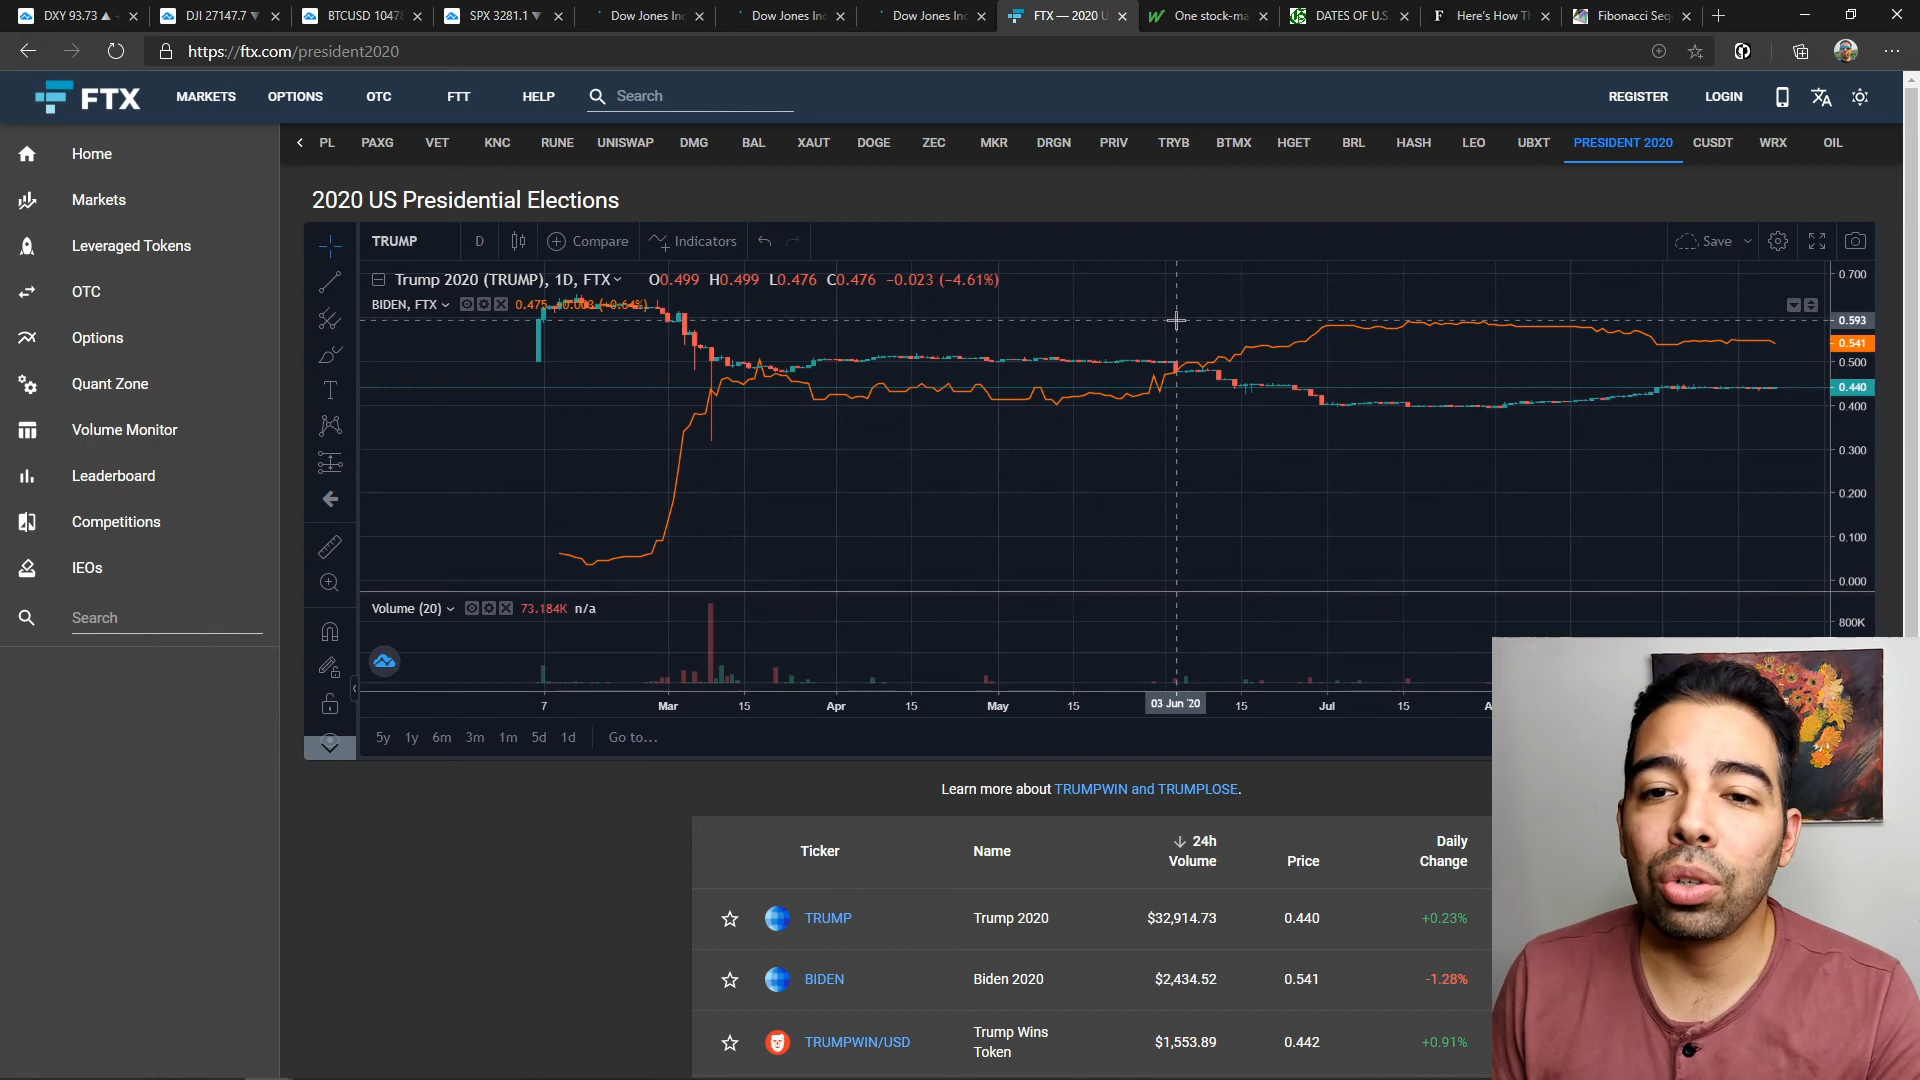 DXY 93.73 ▲
DJI 27147.7 ▼
BTCUSD 1047
SPX 3281.1 ▼
Dow Jones In
Dow Jones In
Dow Jones In
FTX — 2020 U
One stock-ma
DATES OF U.S
Here's How T
Fibonacci Seq
https://ftx.com/president2020
FTX
MARKETS
OPTIONS
OTC
FTT
HELP
Search
REGISTER
LOGIN
PL
PAXG
VET
KNC
RUNE
UNISWAP
DMG
BAL
XAUT
DOGE
ZEC
MKR
DRGN
PRIV
TRYB
BTMX
HGET
BRL
HASH
LEO
UBXT
PRESIDENT 2020
CUSDT
WRX
OIL
Home
Markets
Leveraged Tokens
OTC
Options
Quant Zone
Volume Monitor
Leaderboard
Competitions
IEOs
Search
2020 US Presidential Elections
TRUMP
D
Compare
Indicators
Save
Trump 2020 (TRUMP), 1D, FTX
O0.499 H0.499 L0.476 C0.476 −0.023 (−4.61%)
BIDEN, FTX
0.475
0.700
0.593
0.541
0.500
0.440
0.400
0.300
0.200
0.100
0.000
Volume (20)
73.184K n/a
800K
7
Mar
15
Apr
15
May
15
03 Jun '20
15
Jul
15
5y 1y 6m 3m 1m 5d 1d
Go to...
Learn more about TRUMPWIN and TRUMPLOSE.
Ticker
Name
24h Volume
Price
Daily Change
TRUMP
Trump 2020
$32,914.73
0.440
+0.23%
BIDEN
Biden 2020
$2,434.52
0.541
-1.28%
TRUMPWIN/USD
Trump Wins Token
$1,553.89
0.442
+0.91%